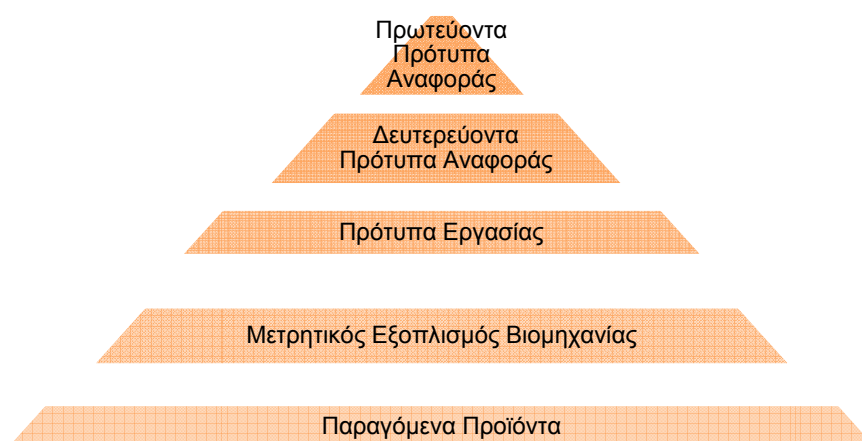 Πρωτεύοντα
Πρότυπα
Αναφοράς
Δευτερεύοντα
Πρότυπα Αναφοράς
Πρότυπα Εργασίας
Μετρητικός Εξοπλισμός Βιομηχανίας
Παραγόμενα Προϊόντα